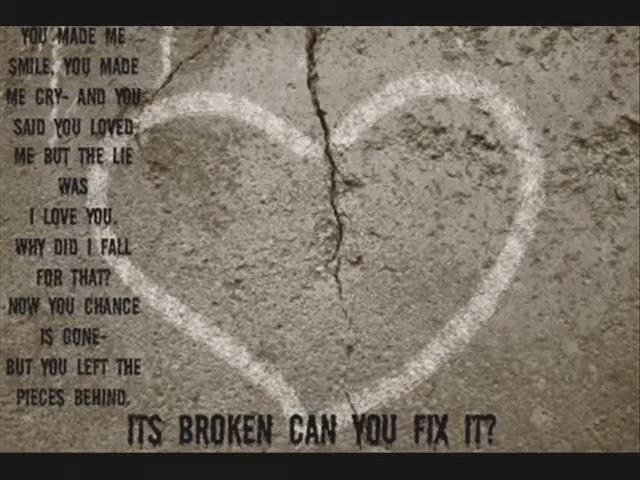 YOU MADE ME
SMILE, YOU MADE
ME CRY- AND YOU
SAID YOU LOVED
ME BUT THE LIE
WAS
I LOVE YOU.
WHY DID I FALL
FOR THAT?
NOW YOU CHANCE
IS GONE-
BUT YOU LEFT THE
PIECES BEHIND.
ITS BROKEN CAN YOU FIX IT?